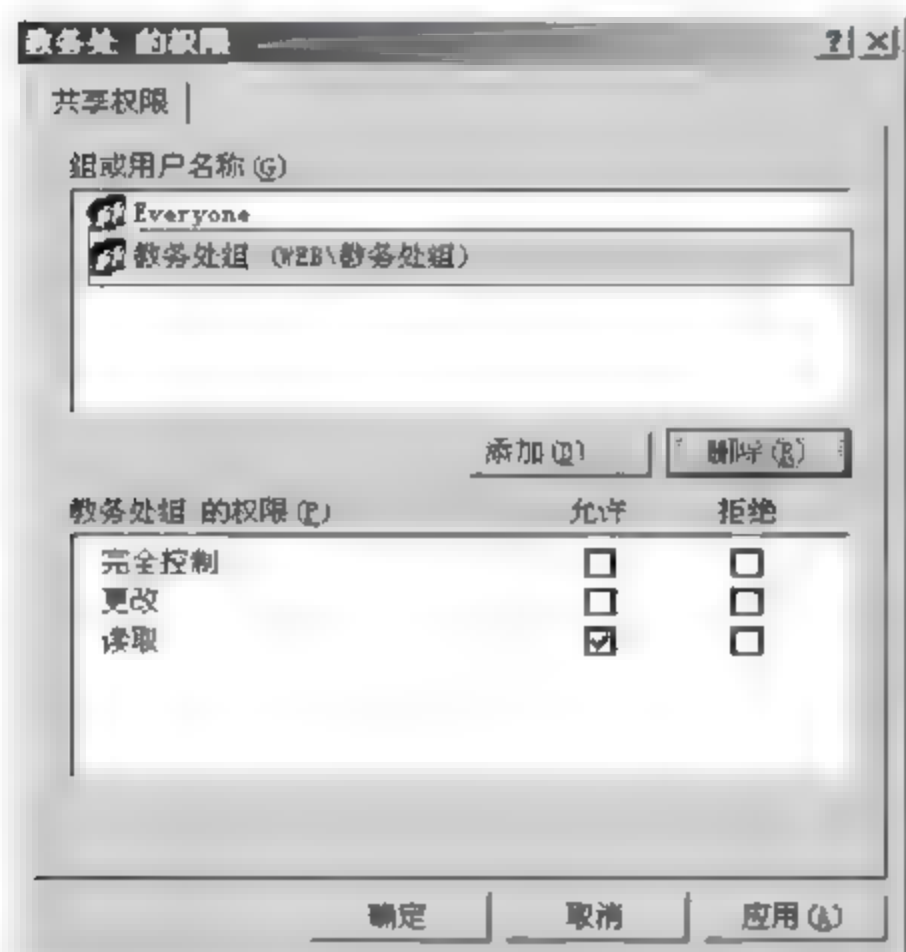 教务处 的权限
共享权限
组或用户名称(G)
Everyone
教务处组 (WEB\教务处组)
添加(D) 删除(R)
教务处组 的权限(P) 允许 拒绝
完全控制
更改
读取
确定 取消 应用(A)